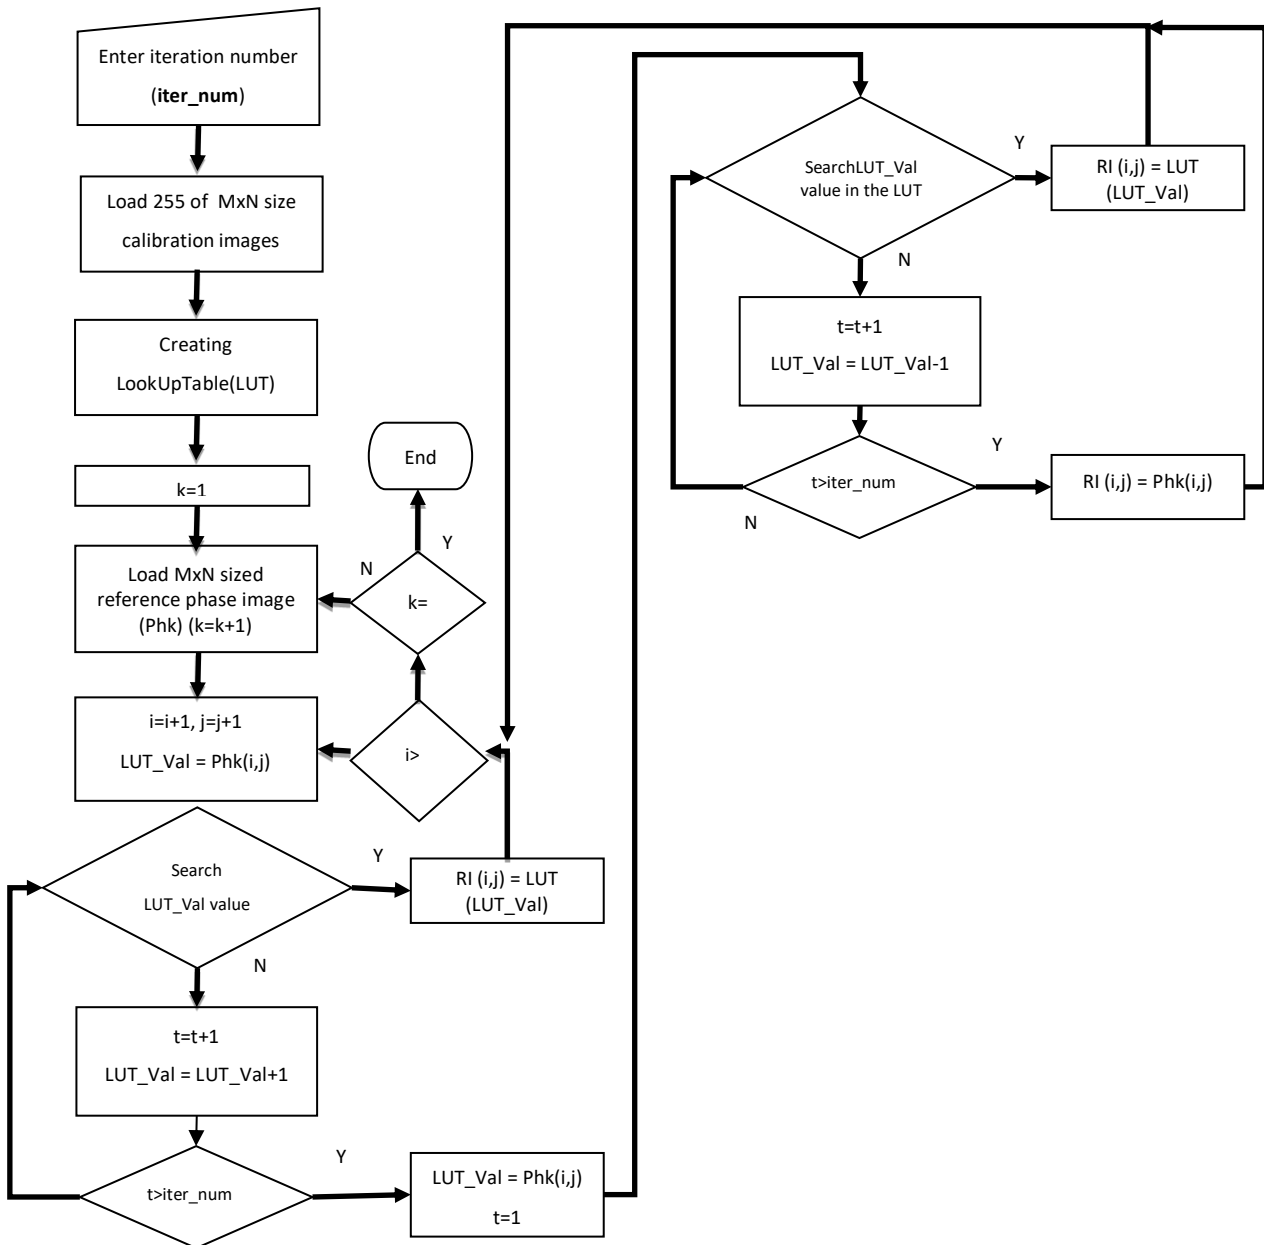 Enter iteration number
(iter_num)
Load 255 of MxN size
calibration images
Creating
LookUpTable(LUT)
k=1
Load MxN sized
reference phase image
(Phk) (k=k+1)
i=i+1, j=j+1
LUT_Val = Phk(i,j)
Search
LUT_Val value
Y
N
RI (i,j) = LUT
(LUT_Val)
t=t+1
LUT_Val = LUT_Val+1
t>iter_num
Y
LUT_Val = Phk(i,j)
t=1
End
Y
N
k=
i>
SearchLUT_Val
value in the LUT
Y
N
RI (i,j) = LUT
(LUT_Val)
t=t+1
LUT_Val = LUT_Val-1
t>iter_num
Y
N
RI (i,j) = Phk(i,j)